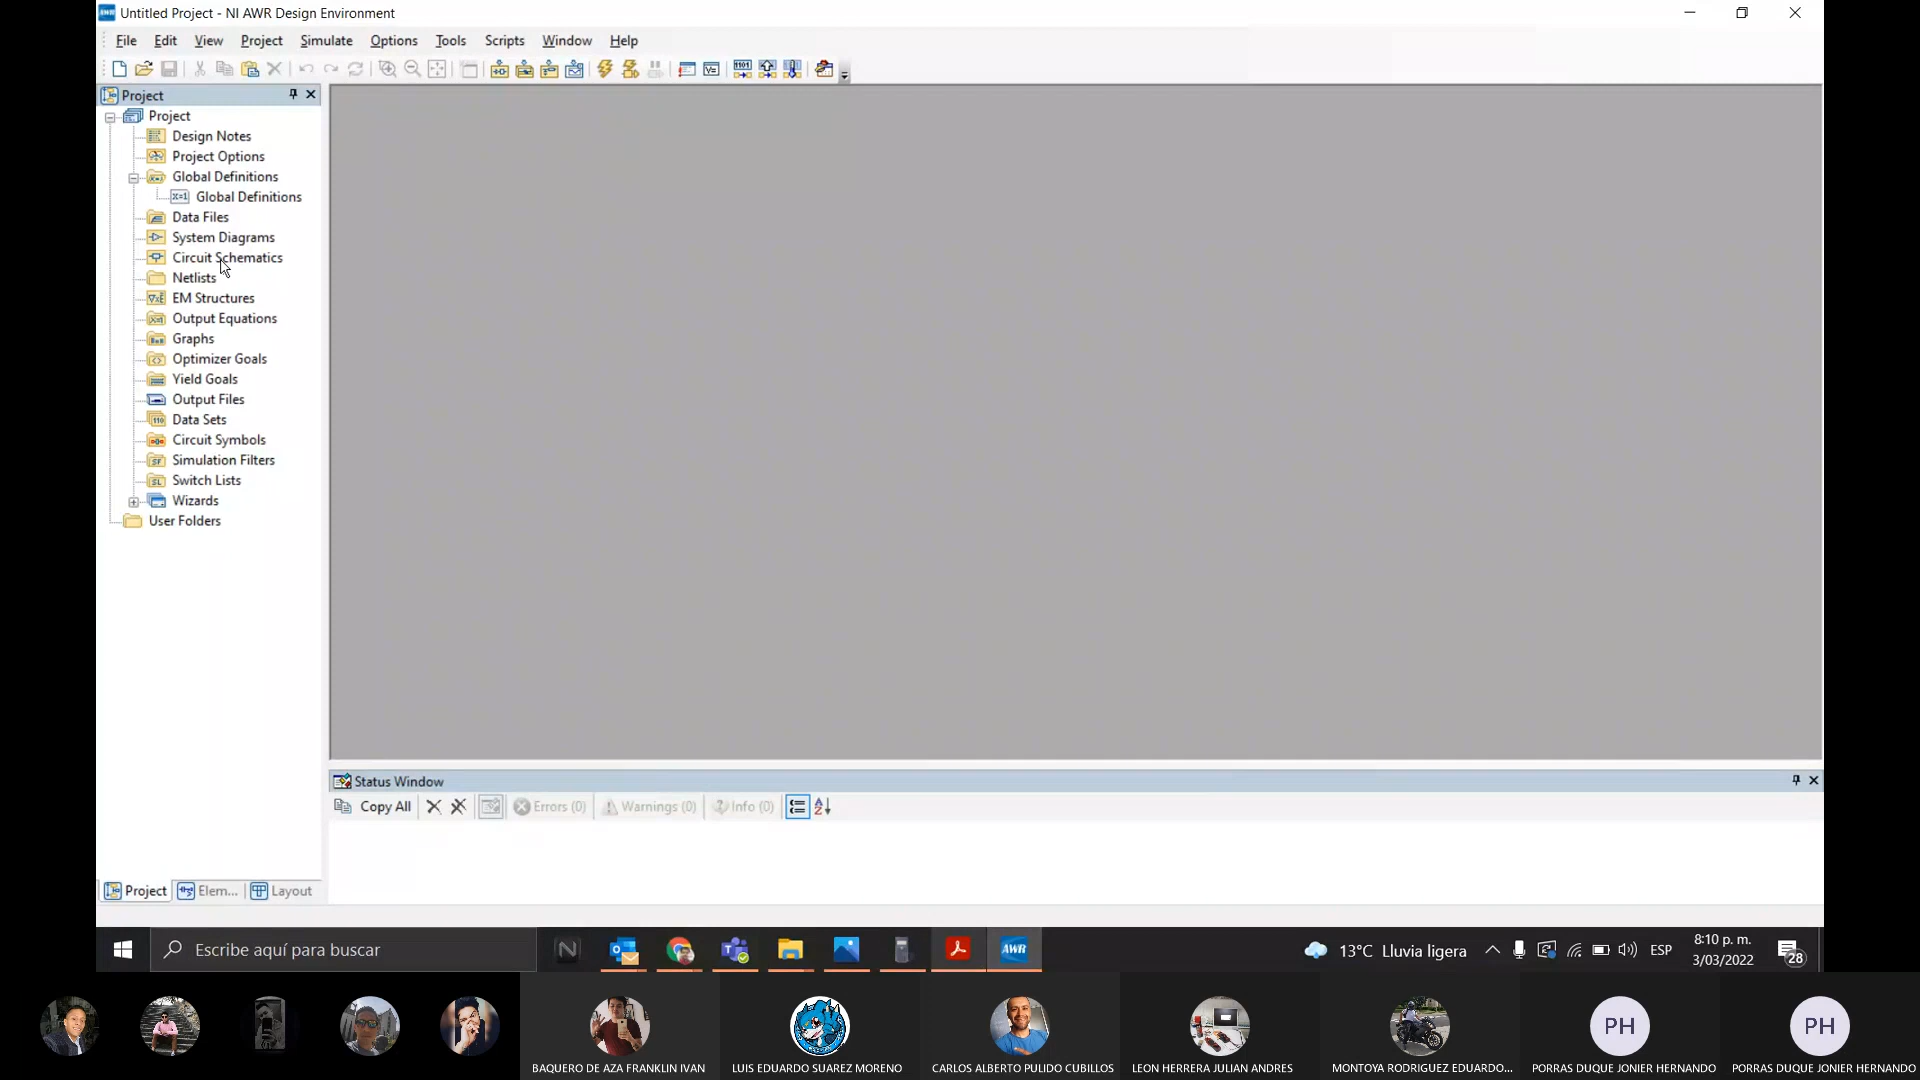 Untitled Project - NI AWR Design Environment
File Edit View Project Simulate Options Tools Scripts Window Help
Project
Project
Design Notes
Project Options
Global Definitions
Global Definitions
Data Files
System Diagrams
Circuit Schematics
Netlists
EM Structures
Output Equations
Graphs
Optimizer Goals
Yield Goals
Output Files
Data Sets
Circuit Symbols
Simulation Filters
Switch Lists
Wizards
User Folders
Status Window
Copy All Errors (0) Warnings (0) Info (0)
Project Elem... Layout
Escribe aquí para buscar
AWR
13°C Lluvia ligera
ESP
8:10 p. m.
3/03/2022
28
PH
PH
BAQUERO DE AZA FRANKLIN IVAN
LUIS EDUARDO SUAREZ MORENO
CARLOS ALBERTO PULIDO CUBILLOS
LEON HERRERA JULIAN ANDRES
MONTOYA RODRIGUEZ EDUARDO...
PORRAS DUQUE JONIER HERNANDO
PORRAS DUQUE JONIER HERNANDO